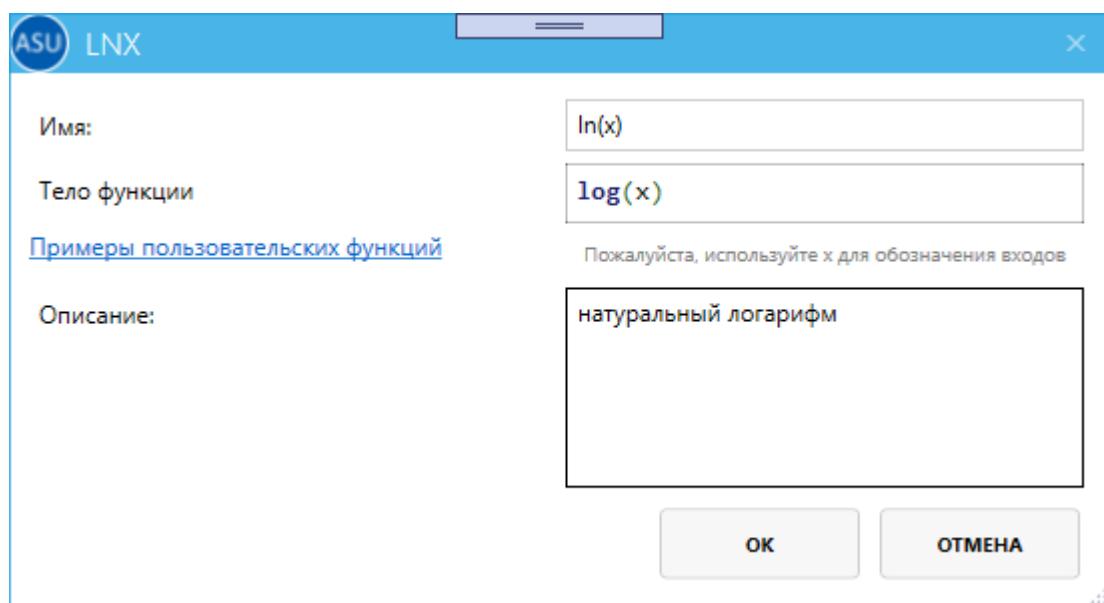 ASU LNX
Имя:
ln(x)
Тело функции
log(x)
Примеры пользовательских функций
Пожалуйста, используйте x для обозначения входов
Описание:
натуральный логарифм
ОК
ОТМЕНА